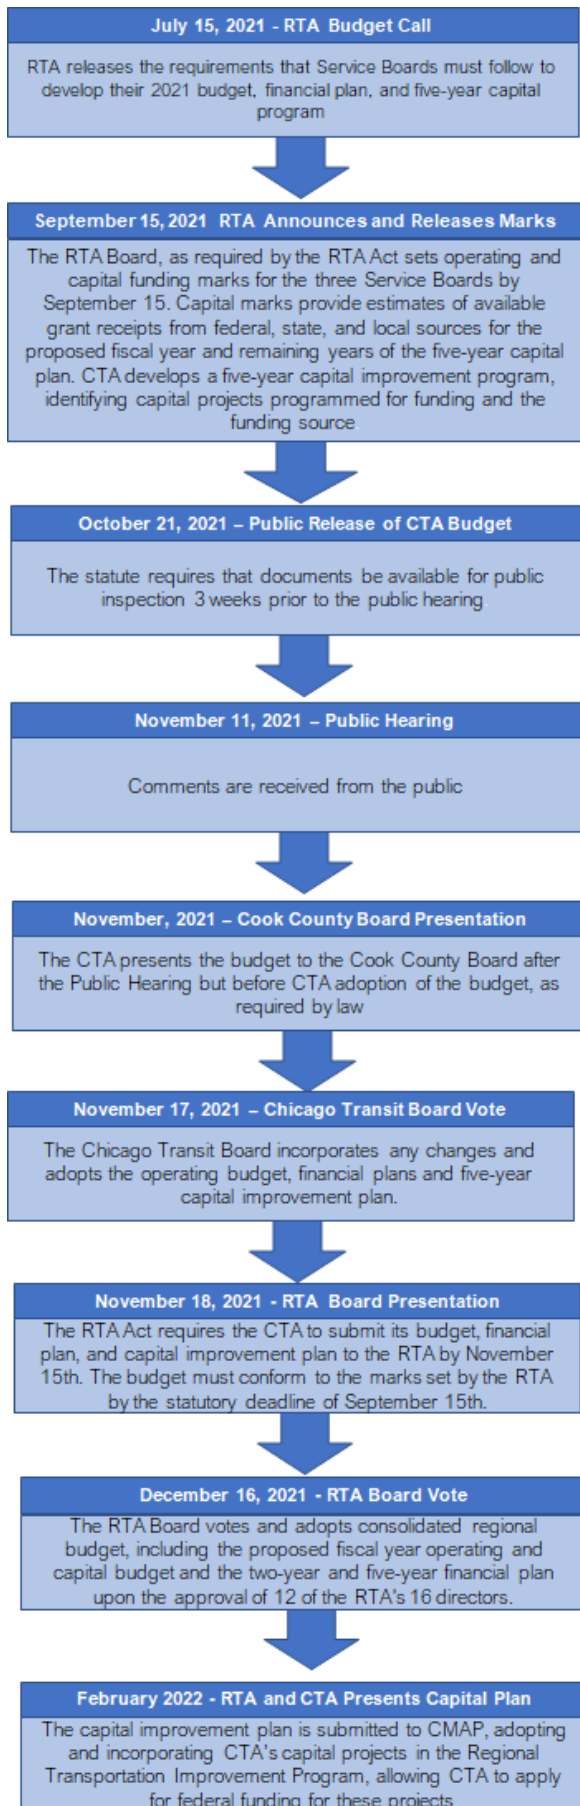 July 15, 2021 - RTA Budget Call
RTA releases the requirements that Service Boards must follow to
develop their 2021 budget, financial plan, and five-year capital
program
September 15, 2021 RTA Announces and Releases Marks
The RTA Board, as required by the RTA Act sets operating and
capital funding marks for the three Service Boards by
September 15. Capital marks provide estimates of available
grant receipts from federal, state, and local sources for the
proposed fiscal year and remaining years of the five-year capital
plan. CTA develops a five-year capital improvement program,
identifying capital projects programmed for funding and the
funding source.
October 21, 2021 – Public Release of CTA Budget
The statute requires that documents be available for public
inspection 3 weeks prior to the public hearing
November 11, 2021 – Public Hearing
Comments are received from the public
November, 2021 – Cook County Board Presentation
The CTA presents the budget to the Cook County Board after
the Public Hearing but before CTA adoption of the budget, as
required by law
November 17, 2021 – Chicago Transit Board Vote
The Chicago Transit Board incorporates any changes and
adopts the operating budget, financial plans and five-year
capital improvement plan.
November 18, 2021 - RTA Board Presentation
The RTA Act requires the CTA to submit its budget, financial
plan, and capital improvement plan to the RTA by November
15th. The budget must conform to the marks set by the RTA
by the statutory deadline of September 15th.
December 16, 2021 - RTA Board Vote
The RTA Board votes and adopts consolidated regional
budget, including the proposed fiscal year operating and
capital budget and the two-year and five-year financial plan
upon the approval of 12 of the RTA's 16 directors.
February 2022 - RTA and CTA Presents Capital Plan
The capital improvement plan is submitted to CMAP, adopting
and incorporating CTA's capital projects in the Regional
Transportation Improvement Program, allowing CTA to apply
for federal funding for these projects